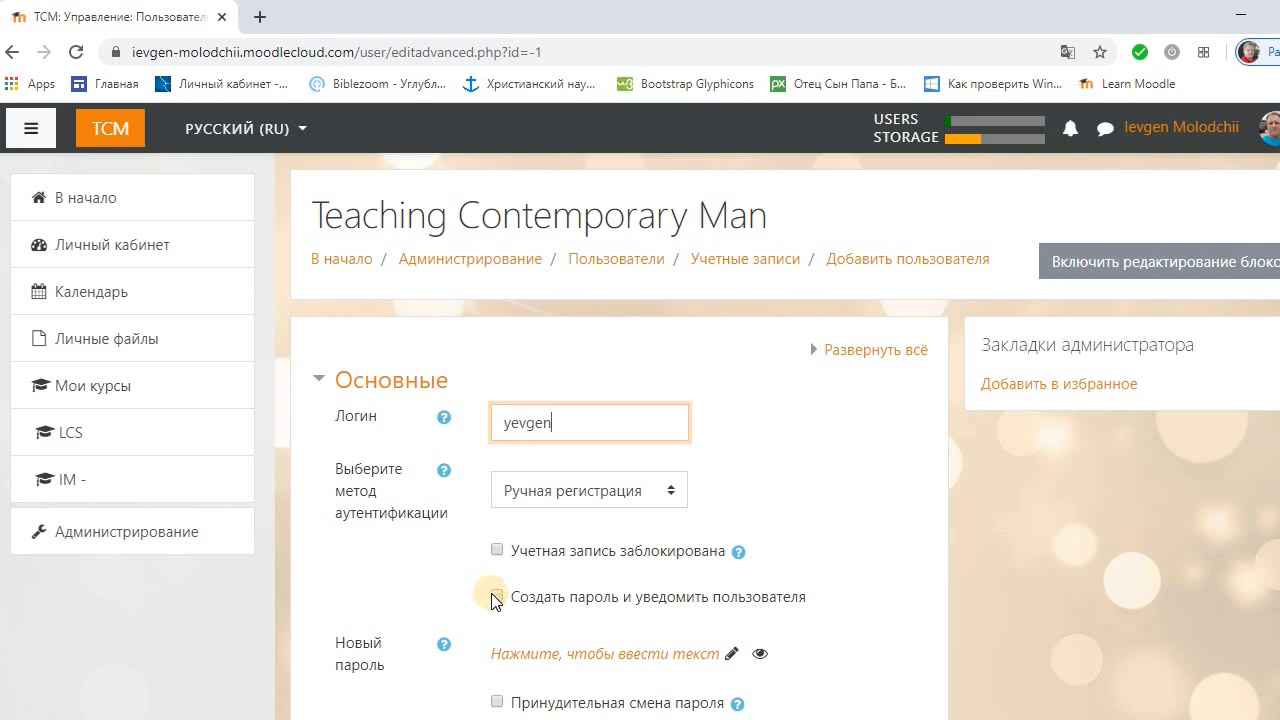 ТСМ: Управление: Пользовател
ievgen-molodchii.moodlecloud.com/user/editadvanced.php?id=-1
Ра
Apps
Главная
Личный кабинет -...
Biblezoom - Углубл...
Христианский нау...
Bootstrap Glyphicons
Отец Сын Папа - Б...
Как проверить Win...
Learn Moodle
TCM
РУССКИЙ (RU)
USERS
STORAGE
Ievgen Molodchii
В начало
Личный кабинет
Календарь
Личные файлы
Мои курсы
LCS
IM -
Администрирование
Teaching Contemporary Man
В начало / Администрирование / Пользователи / Учетные записи / Добавить пользователя
Включить редактирование блоко
Развернуть всё
Основные
Логин
yevgen
Выберите
метод
аутентификации
Ручная регистрация
Учетная запись заблокирована
Создать пароль и уведомить пользователя
Новый
пароль
Нажмите, чтобы ввести текст
Принудительная смена пароля
Закладки администратора
Добавить в избранное